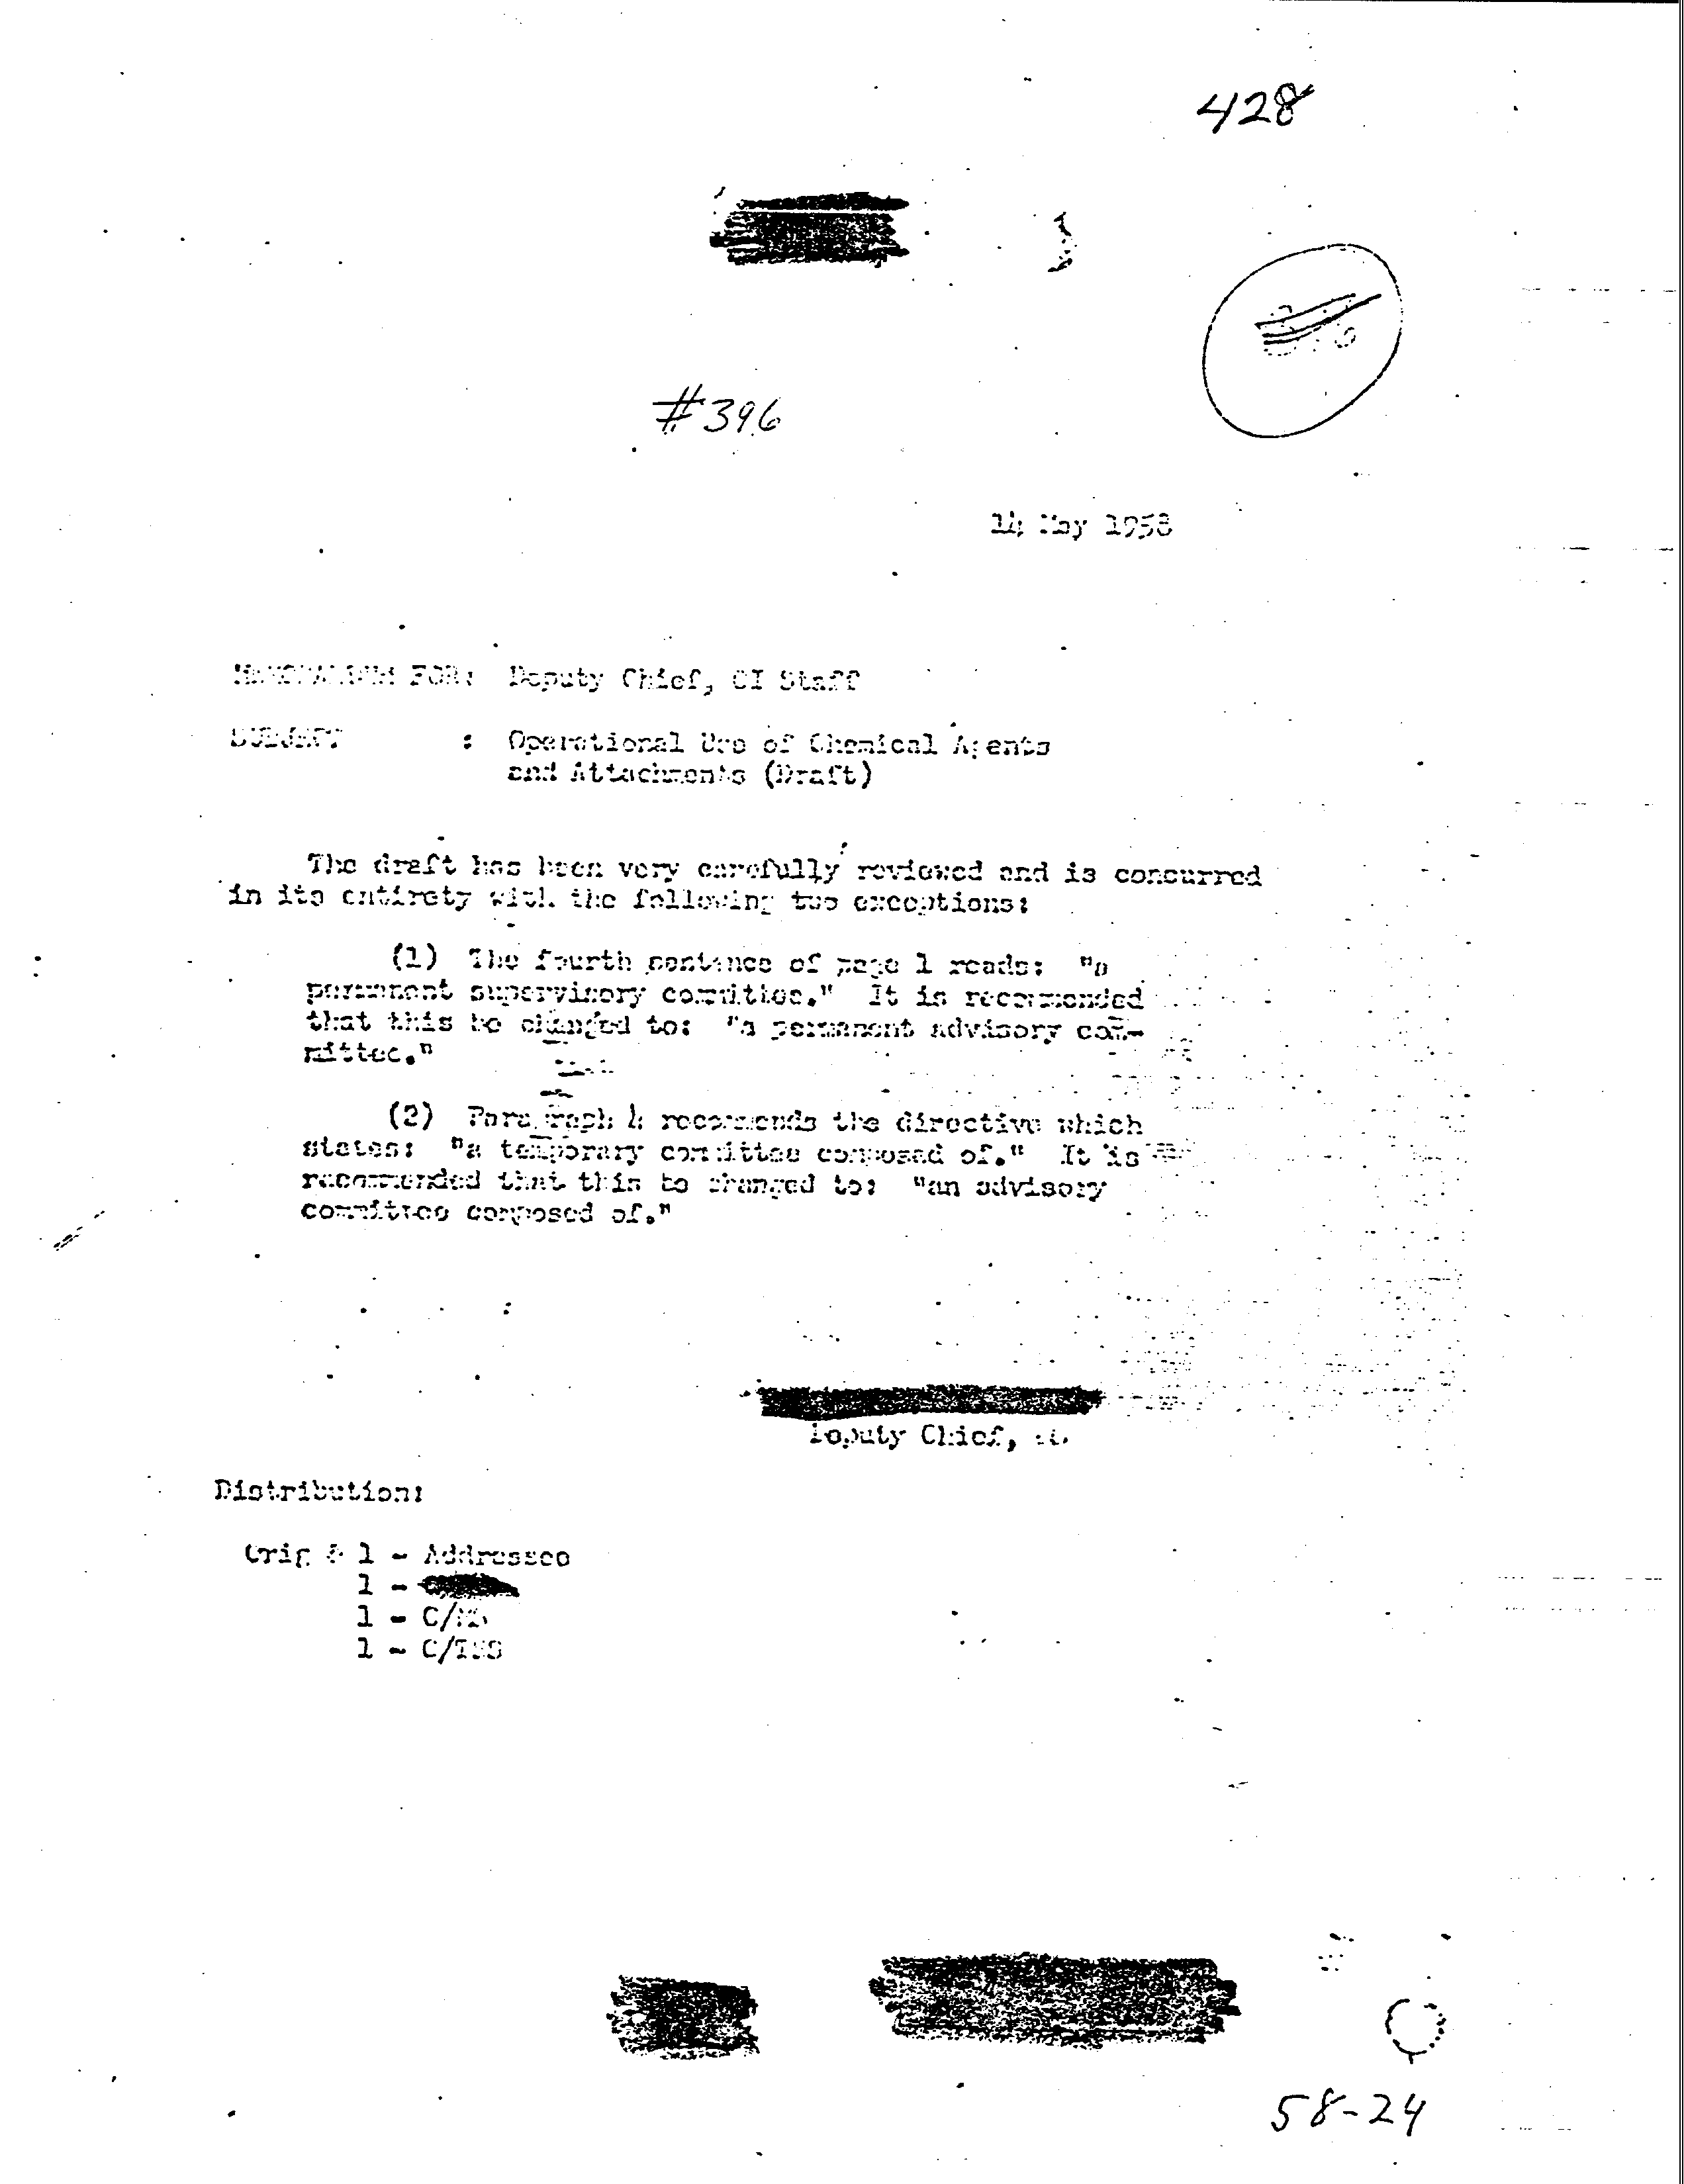 428
#396
14 May 1958
MEMORANDUM FOR: Deputy Chief, CI Staff
SUBJECT : Operational Use of Chemical Agents
and Attachments (Draft)
The draft has been very carefully reviewed and is concurred
in its entirety with the following two exceptions:
(1) The fourth sentence of page 1 reads: "a
permanent supervisory committee." It is recommended
that this be changed to: "a permanent advisory com-
mittee."
(2) Paragraph 4 recommends the directive which
states: "a temporary committee composed of." It is
recommended that this be changed to: "an advisory
committee composed of."
Deputy Chief,
Distribution:
Orig & 1 - Addressee
1 -
1 - C/
1 - C/TSS
58-24